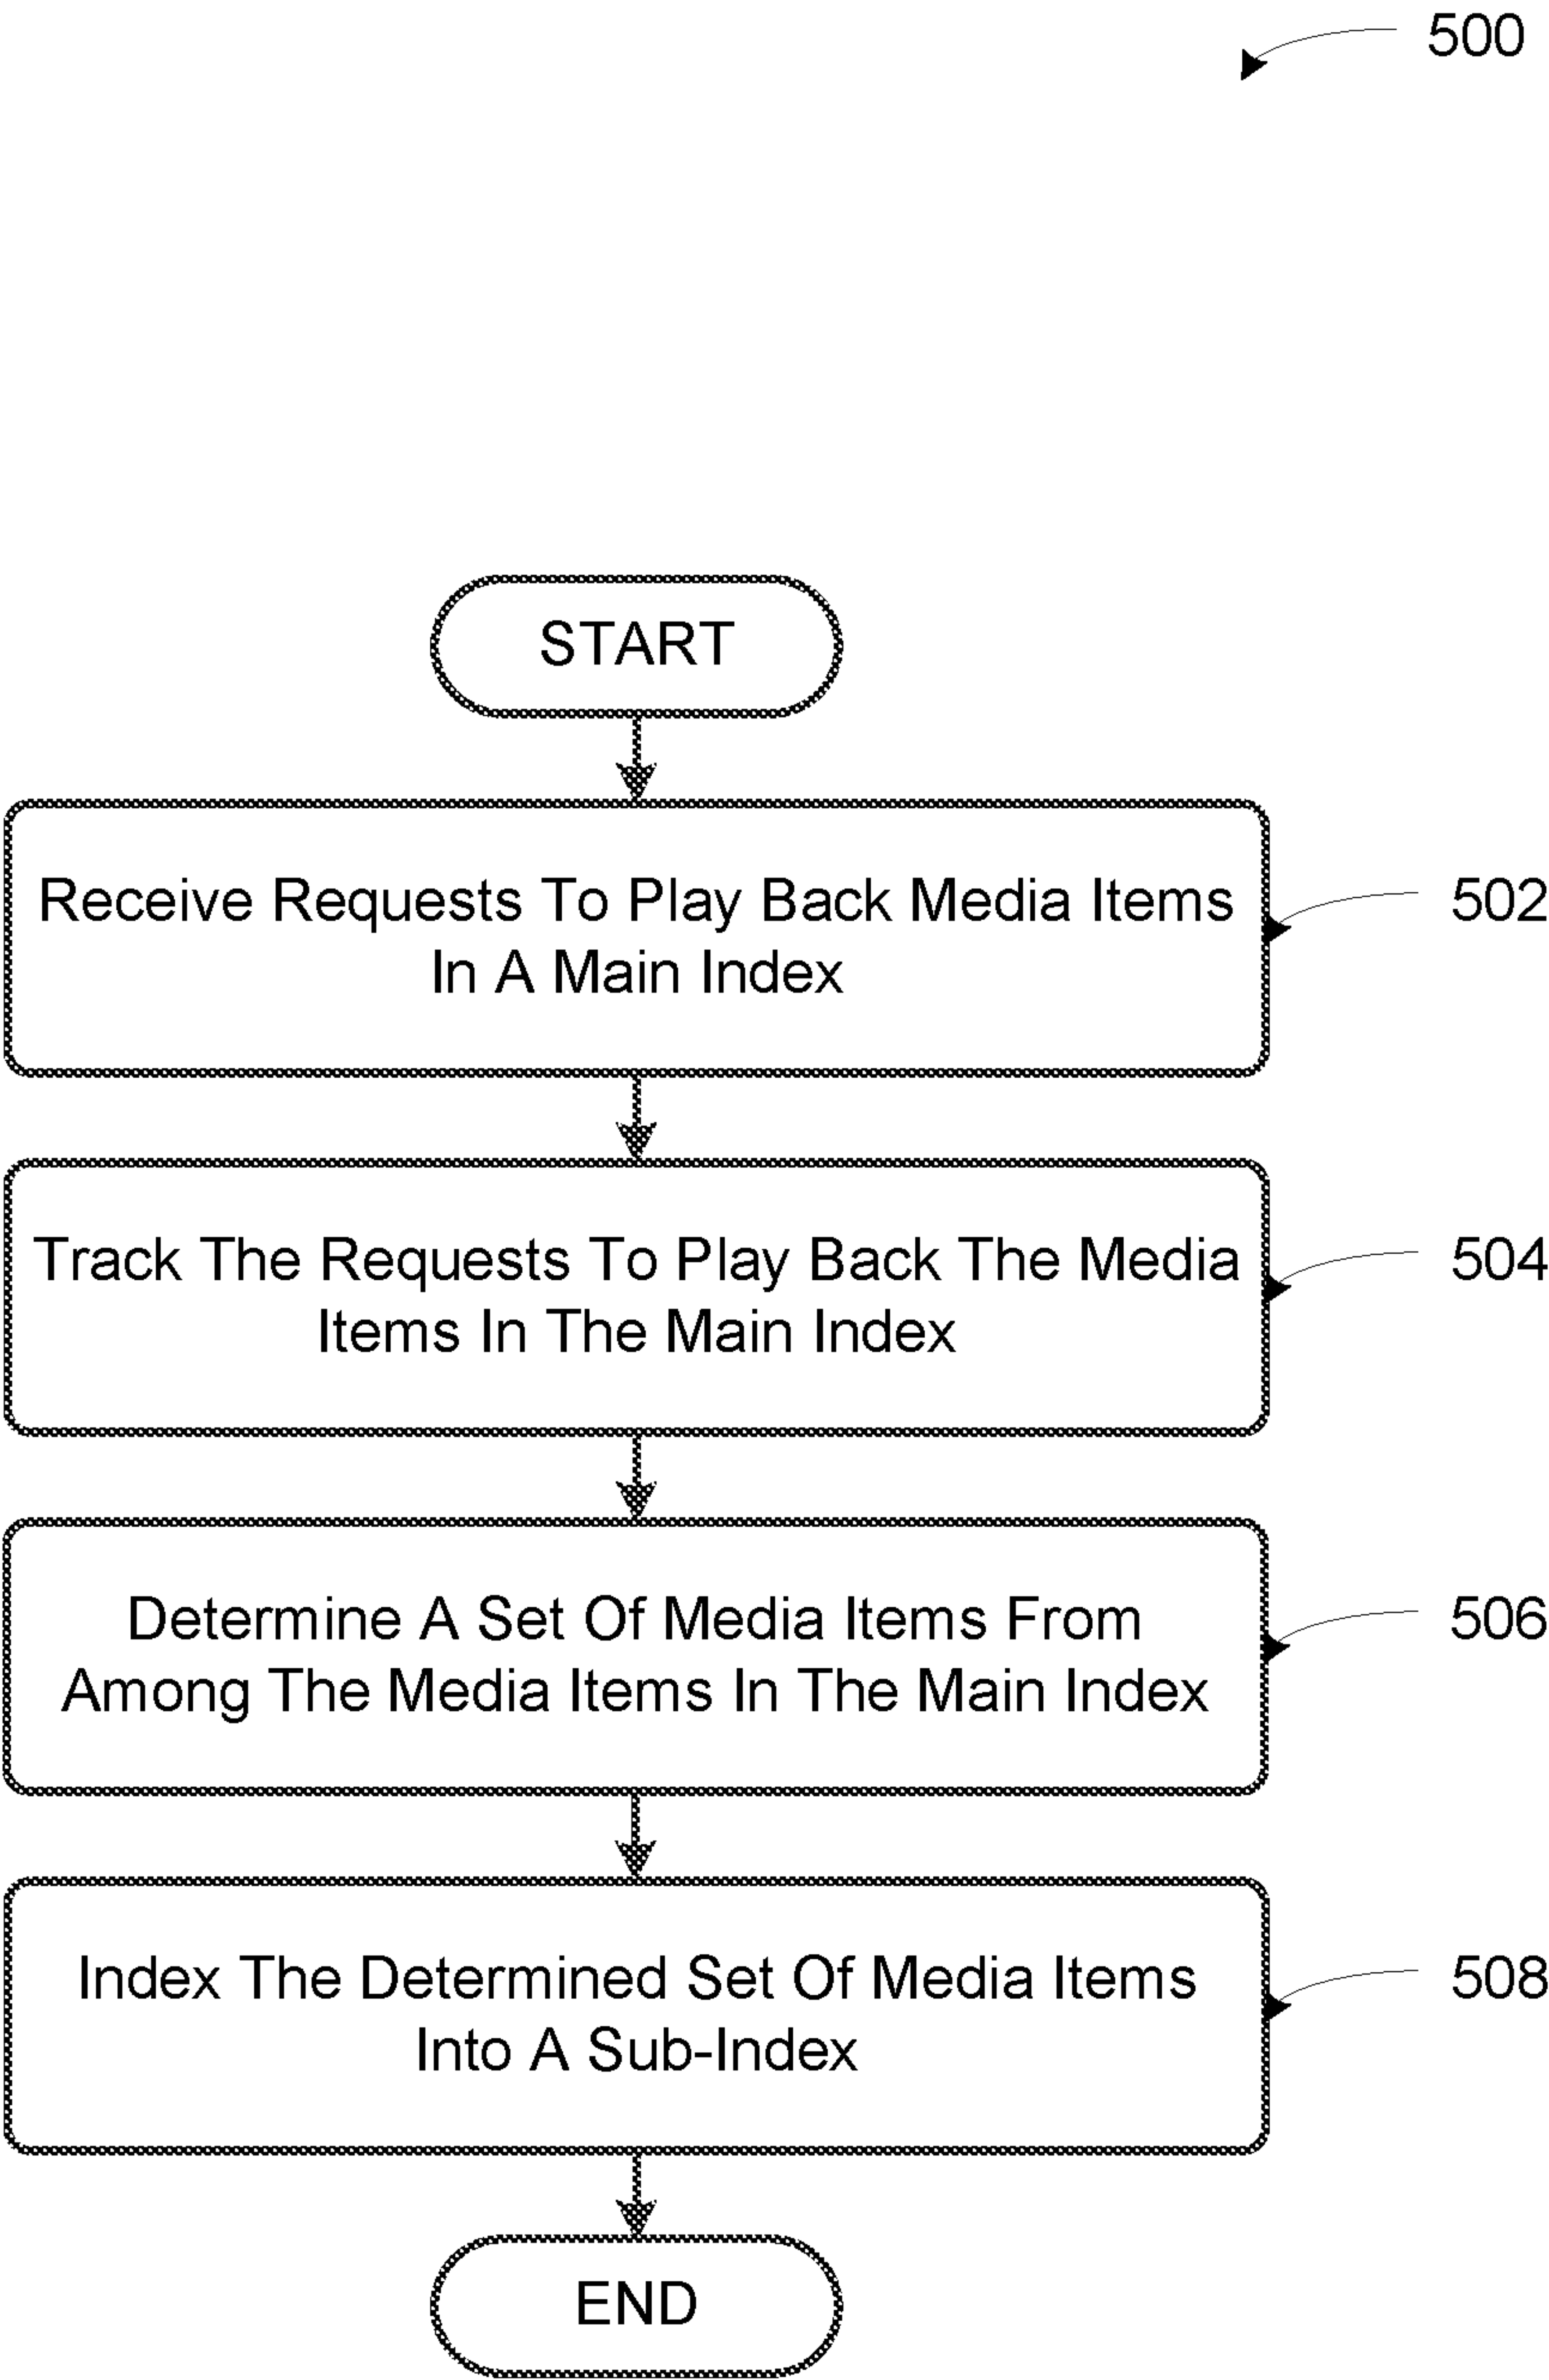 500
START
Receive Requests To Play Back Media Items
In A Main Index
502
Track The Requests To Play Back The Media
Items In The Main Index
504
Determine A Set Of Media Items From
Among The Media Items In The Main Index
506
Index The Determined Set Of Media Items
Into A Sub-Index
508
END